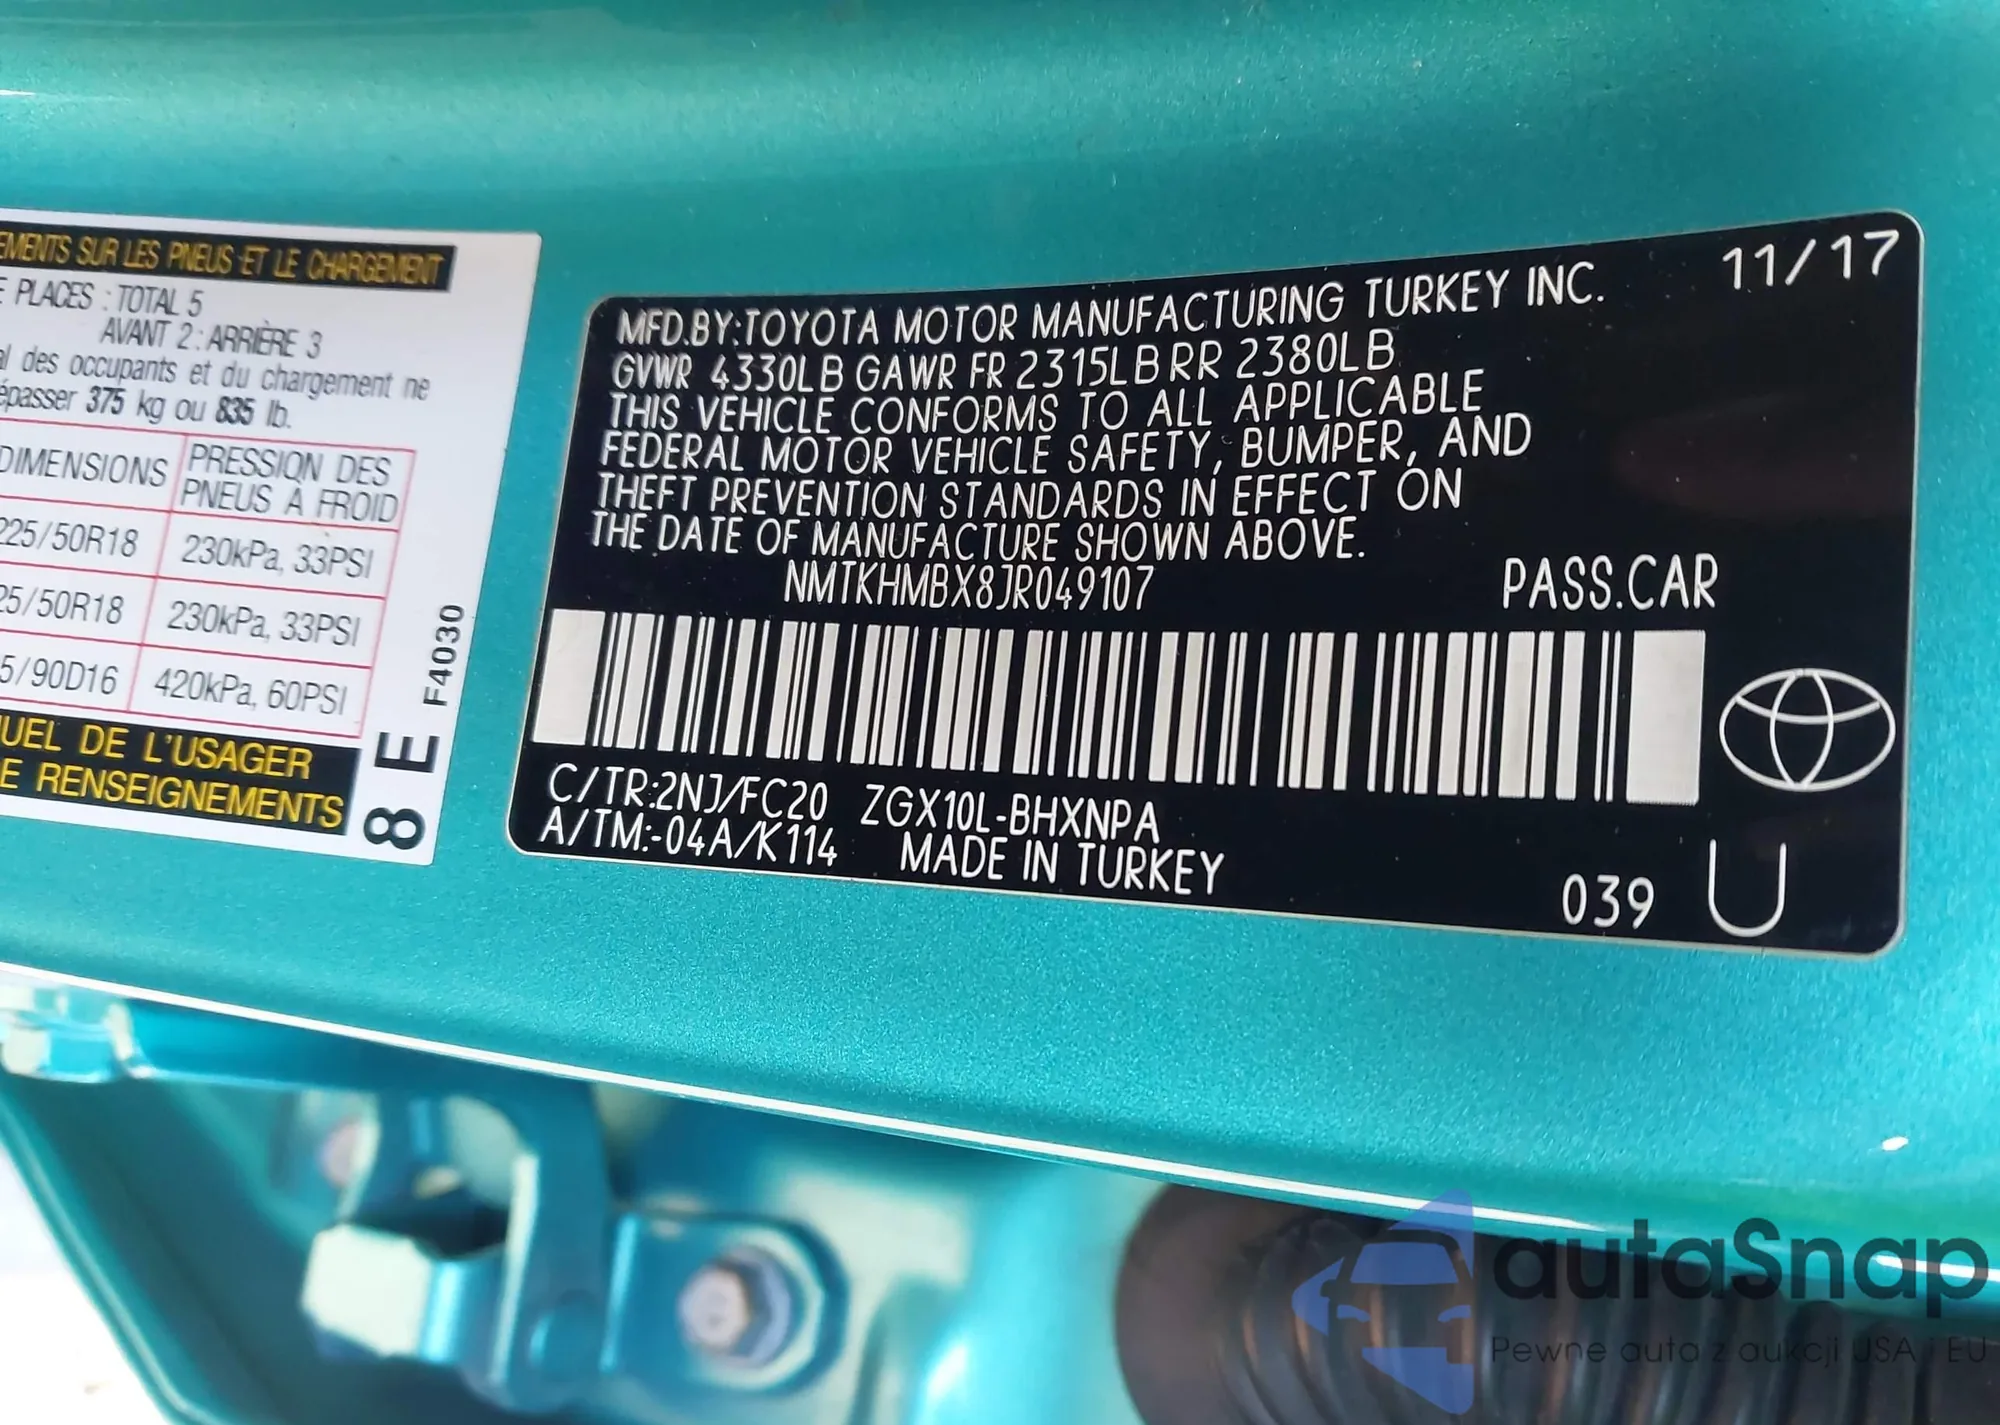 EMENTS SUR LES PNEUS ET LE CHARGEMENT
E PLACES : TOTAL 5
AVANT 2 : ARRIÈRE 3
al des occupants et du chargement ne
épasser 375 kg ou 835 lb.
DIMENSIONS PRESSION DES PNEUS À FROID
225/50R18 230kPa, 33PSI
25/50R18 230kPa, 33PSI
5/90D16 420kPa, 60PSI
UEL DE L'USAGER
E RENSEIGNEMENTS
8 E
F4030
11/17
MFD.BY:TOYOTA MOTOR MANUFACTURING TURKEY INC.
GVWR 4330LB GAWR FR 2315LB RR 2380LB
THIS VEHICLE CONFORMS TO ALL APPLICABLE
FEDERAL MOTOR VEHICLE SAFETY, BUMPER, AND
THEFT PREVENTION STANDARDS IN EFFECT ON
THE DATE OF MANUFACTURE SHOWN ABOVE.
NMTKHMBX8JR049107 PASS.CAR
C/TR:2NJ/FC20 ZGX10L-BHXNPA
A/TM:-04A/K114 MADE IN TURKEY
039 U
autaSnap
Pewne auta z aukcji USA i EU